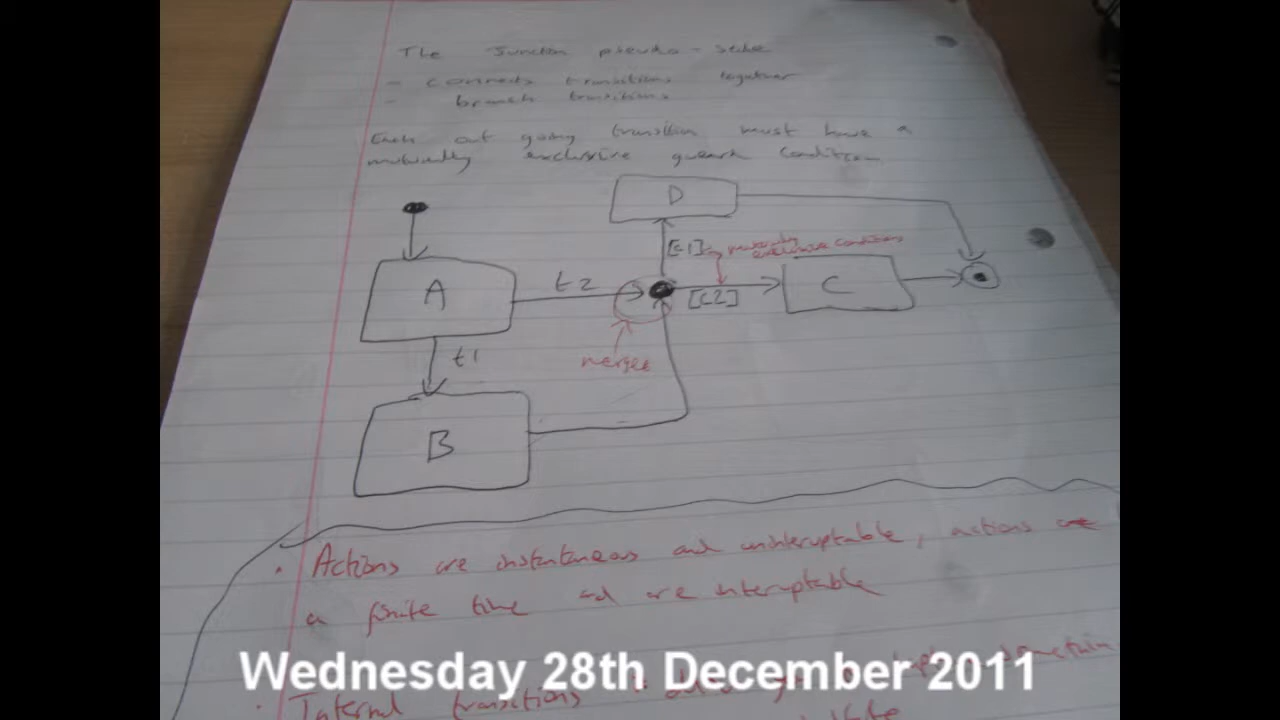 The Junction pseudo-state
- connects transitions together
- branch transitions
Each out going transition must have a
mutually exclusive guard condition
D
[c1]
mutually
exclusive conditions
A
t2
[c2]
C
t1
merges
B
· Actions are instantaneous and uninteruptable, actions
a finite time and are interuptable
Wednesday 28th December 2011
· Internal transitions